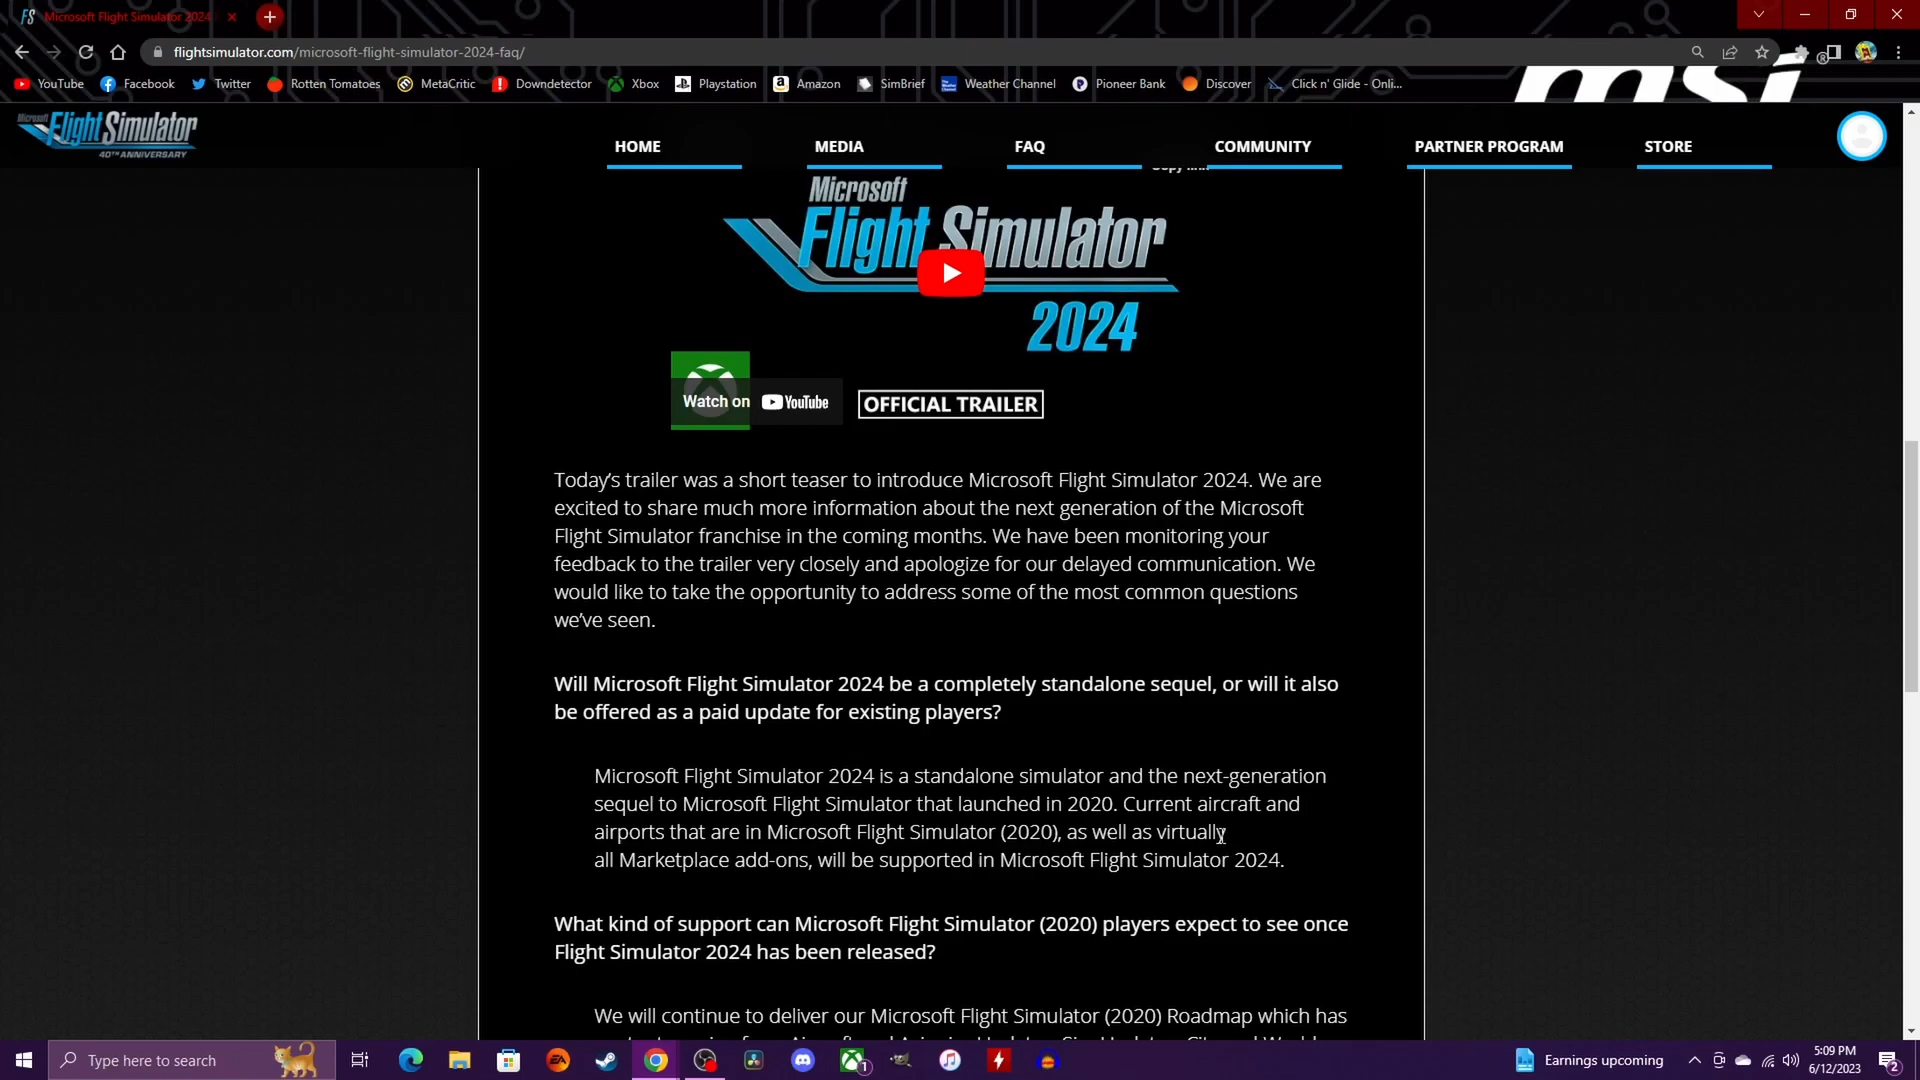 Microsoft Flight Simulator 2024
flightsimulator.com/microsoft-flight-simulator-2024-faq/
YouTube Facebook Twitter Rotten Tomatoes MetaCritic Downdetector Xbox Playstation Amazon SimBrief Weather Channel Pioneer Bank Discover Click n' Glide - Onli...
msi
Microsoft
Flight Simulator
40TH ANNIVERSARY
HOME MEDIA FAQ COMMUNITY PARTNER PROGRAM STORE
Copy link
Microsoft
Flight Simulator
2024
Watch on YouTube
OFFICIAL TRAILER
Today’s trailer was a short teaser to introduce Microsoft Flight Simulator 2024. We are
excited to share much more information about the next generation of the Microsoft
Flight Simulator franchise in the coming months. We have been monitoring your
feedback to the trailer very closely and apologize for our delayed communication. We
would like to take the opportunity to address some of the most common questions
we’ve seen.
Will Microsoft Flight Simulator 2024 be a completely standalone sequel, or will it also
be offered as a paid update for existing players?
Microsoft Flight Simulator 2024 is a standalone simulator and the next-generation
sequel to Microsoft Flight Simulator that launched in 2020. Current aircraft and
airports that are in Microsoft Flight Simulator (2020), as well as virtually
all Marketplace add-ons, will be supported in Microsoft Flight Simulator 2024.
What kind of support can Microsoft Flight Simulator (2020) players expect to see once
Flight Simulator 2024 has been released?
We will continue to deliver our Microsoft Flight Simulator (2020) Roadmap which has
Type here to search
Earnings upcoming
5:09 PM
6/12/2023